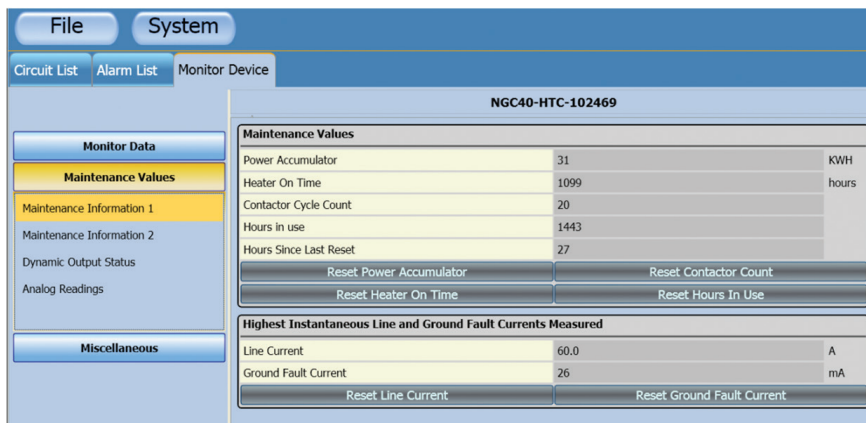 File System
Circuit List Alarm List Monitor Device
NGC40-HTC-102469
Monitor Data
Maintenance Values
Maintenance Information 1
Maintenance Information 2
Dynamic Output Status
Analog Readings
Miscellaneous
Maintenance Values
Power Accumulator 31 KWH
Heater On Time 1099 hours
Contactor Cycle Count 20
Hours in use 1443
Hours Since Last Reset 27
Reset Power Accumulator Reset Contactor Count
Reset Heater On Time Reset Hours In Use
Highest Instantaneous Line and Ground Fault Currents Measured
Line Current 60.0 A
Ground Fault Current 26 mA
Reset Line Current Reset Ground Fault Current